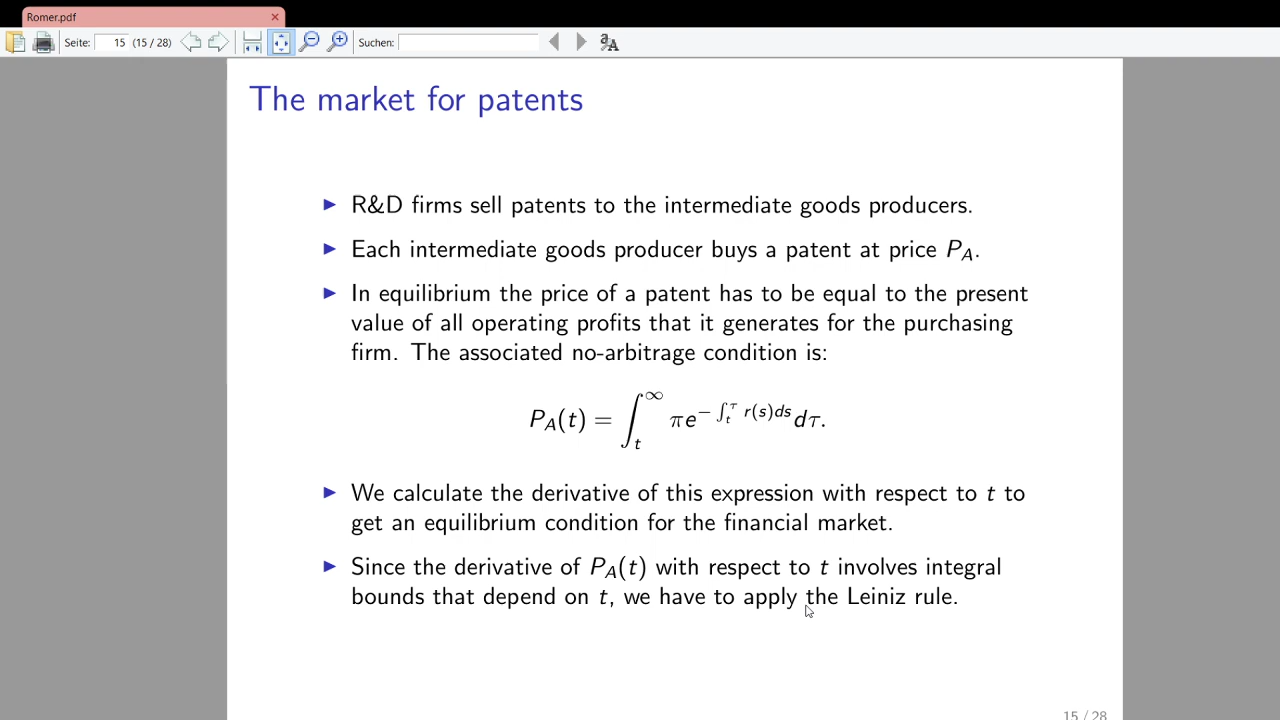 Romer.pdf
Seite: 15 (15 / 28) Suchen:
The market for patents
▶ R&D firms sell patents to the intermediate goods producers.
▶ Each intermediate goods producer buys a patent at price P_A.
▶ In equilibrium the price of a patent has to be equal to the present
value of all operating profits that it generates for the purchasing
firm. The associated no-arbitrage condition is:
P_A(t) = ∫_t^∞ πe^{−∫_t^τ r(s)ds} dτ.
▶ We calculate the derivative of this expression with respect to t to
get an equilibrium condition for the financial market.
▶ Since the derivative of P_A(t) with respect to t involves integral
bounds that depend on t, we have to apply the Leiniz rule.
15 / 28